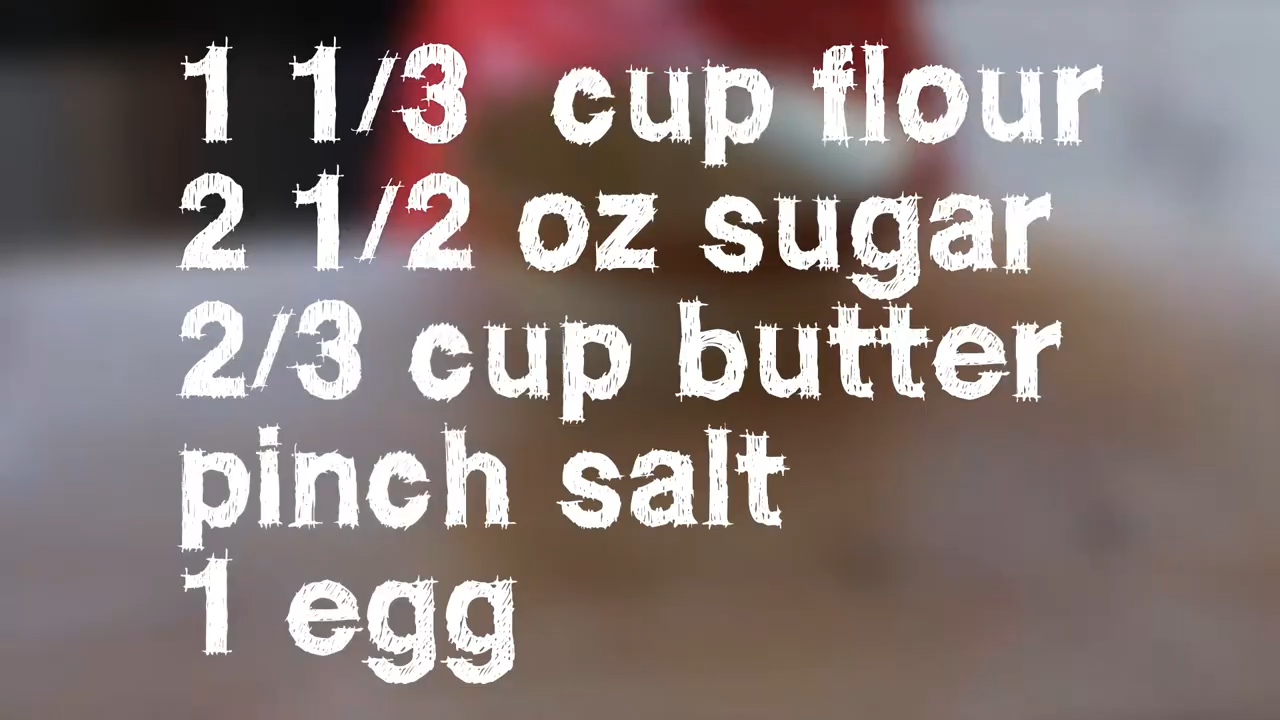 1 1/3 cup flour
2 1/2 oz sugar
2/3 cup butter
pinch salt
1 egg